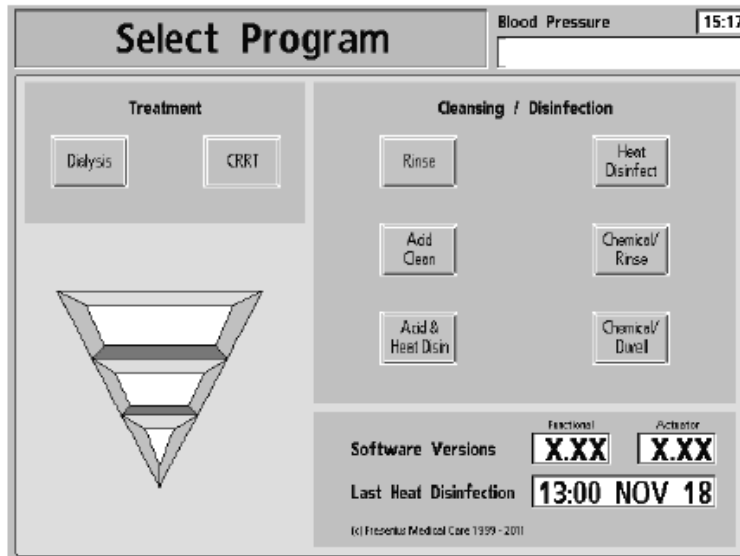 Select Program
Blood Pressure
15:17
Treatment
Dialysis
CRRT
Cleansing / Disinfection
Rinse
Heat
Disinfect
Acid
Clean
Chemical/
Rinse
Acid &
Heat Disin
Chemical/
Dwell
Functional
Actuator
Software Versions
X.XX
X.XX
Last Heat Disinfection
13:00 NOV 18
(c) Fresenius Medical Care 1999 - 2011